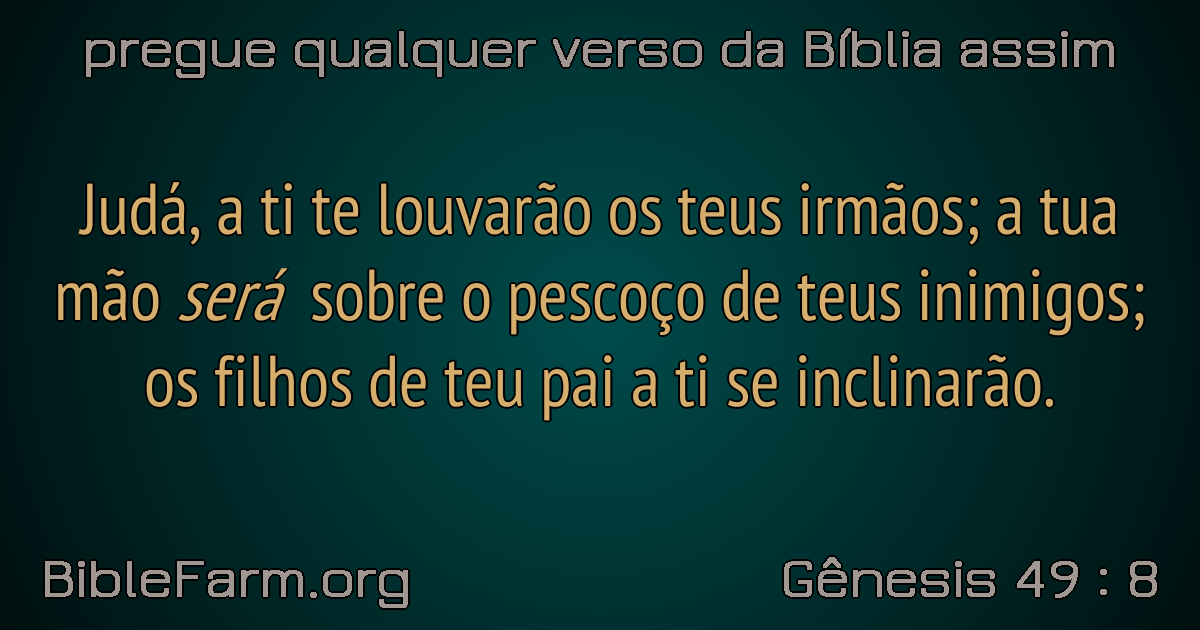 pregue qualquer verso da Bíblia assim
Judá, a ti te louvarão os teus irmãos; a tua
mão será sobre o pescoço de teus inimigos;
os filhos de teu pai a ti se inclinarão.
BibleFarm.org
Gênesis 49 : 8